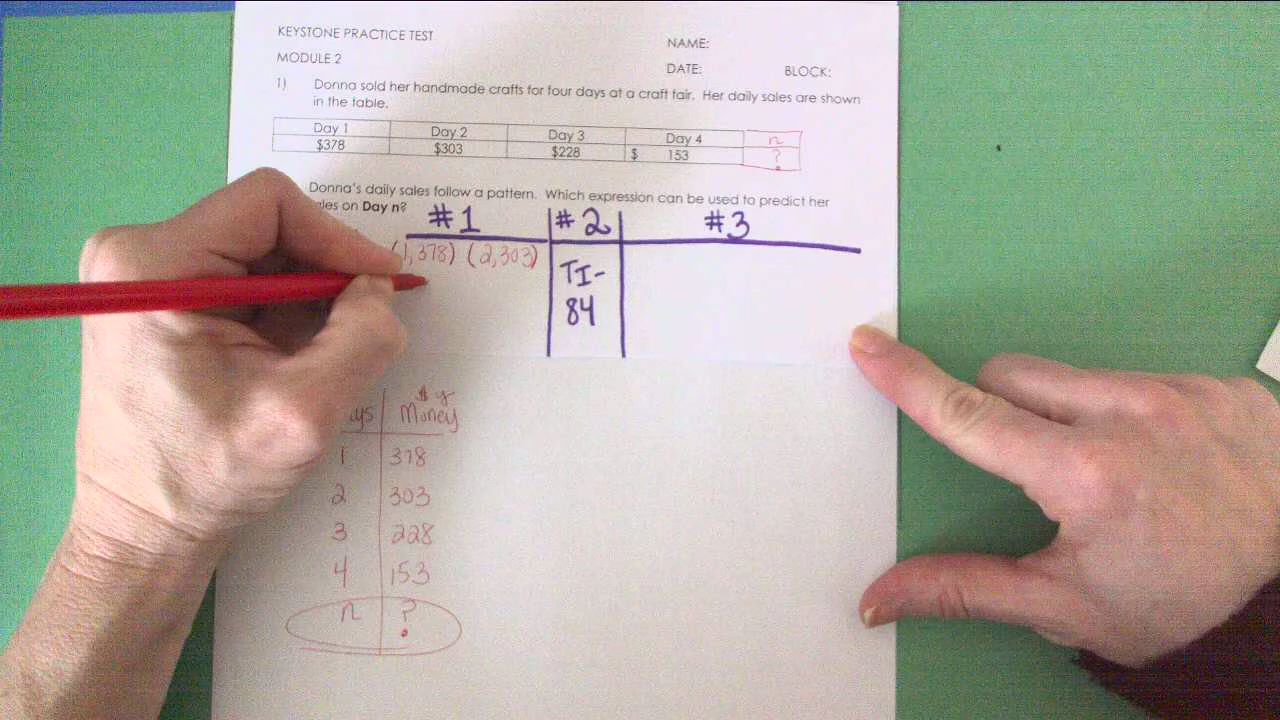 KEYSTONE PRACTICE TEST
NAME:
MODULE 2
DATE: BLOCK:
1) Donna sold her handmade crafts for four days at a craft fair. Her daily sales are shown
in the table.
Day 1 Day 2 Day 3 Day 4 n
$378 $303 $228 $ 153 ?
Donna's daily sales follow a pattern. Which expression can be used to predict her
on Day n?
#1 #2 #3
(1,378) (2,303)
TI-
84
$
Money
1 378
2 303
3 228
4 153
n ?